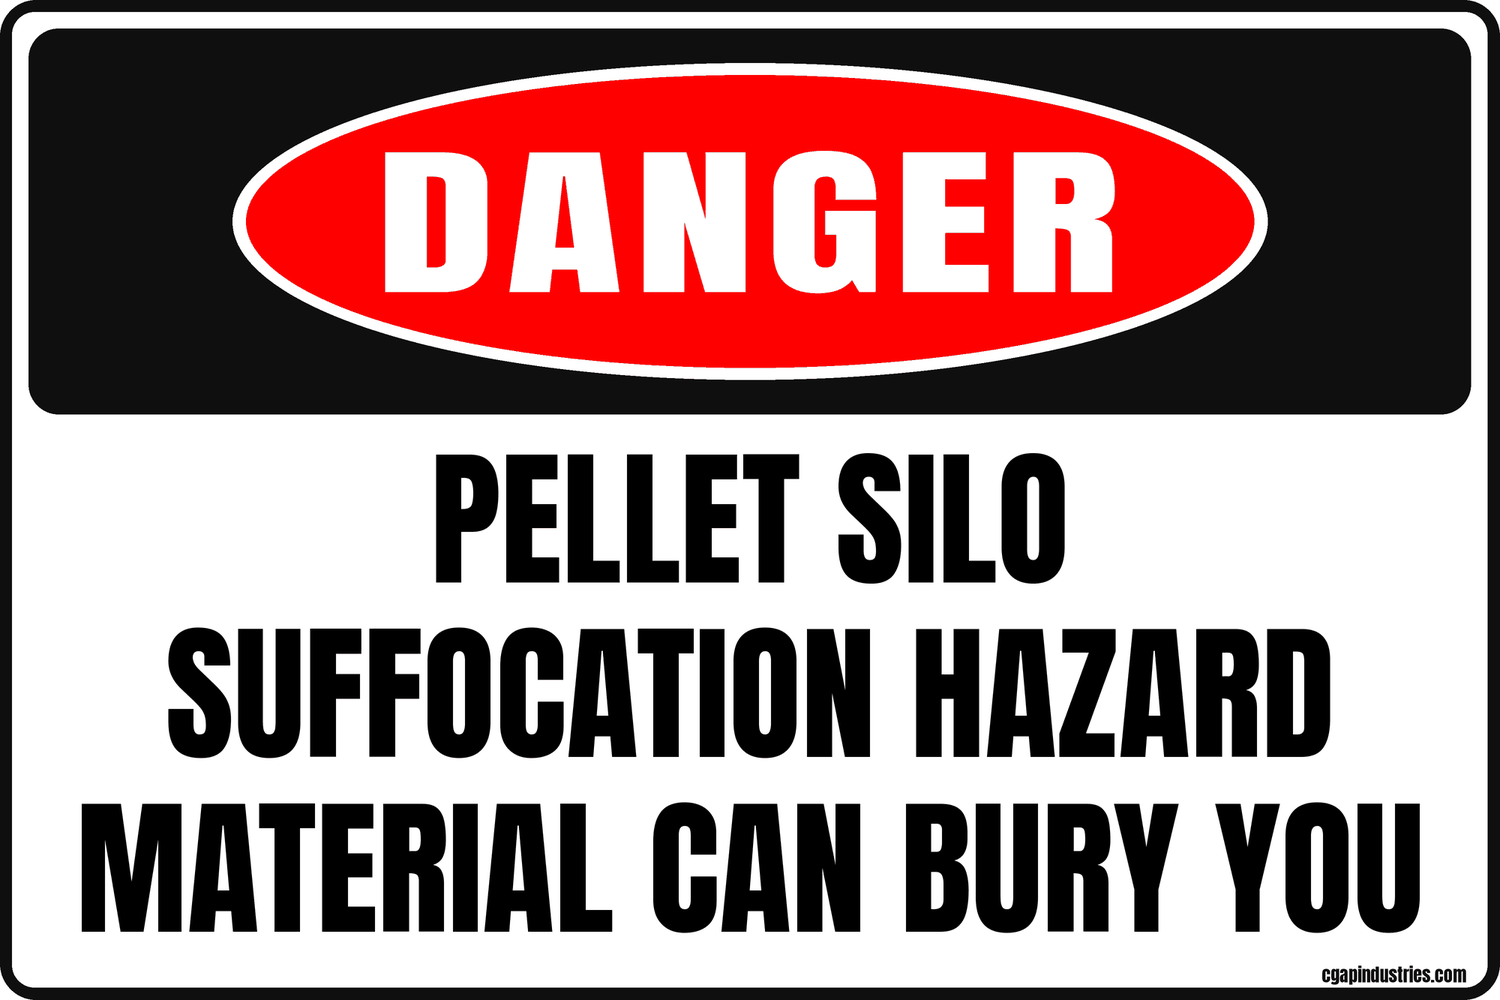 DANGER
PELLET SILO
SUFFOCATION HAZARD
MATERIAL CAN BURY YOU
cgapindustries.com